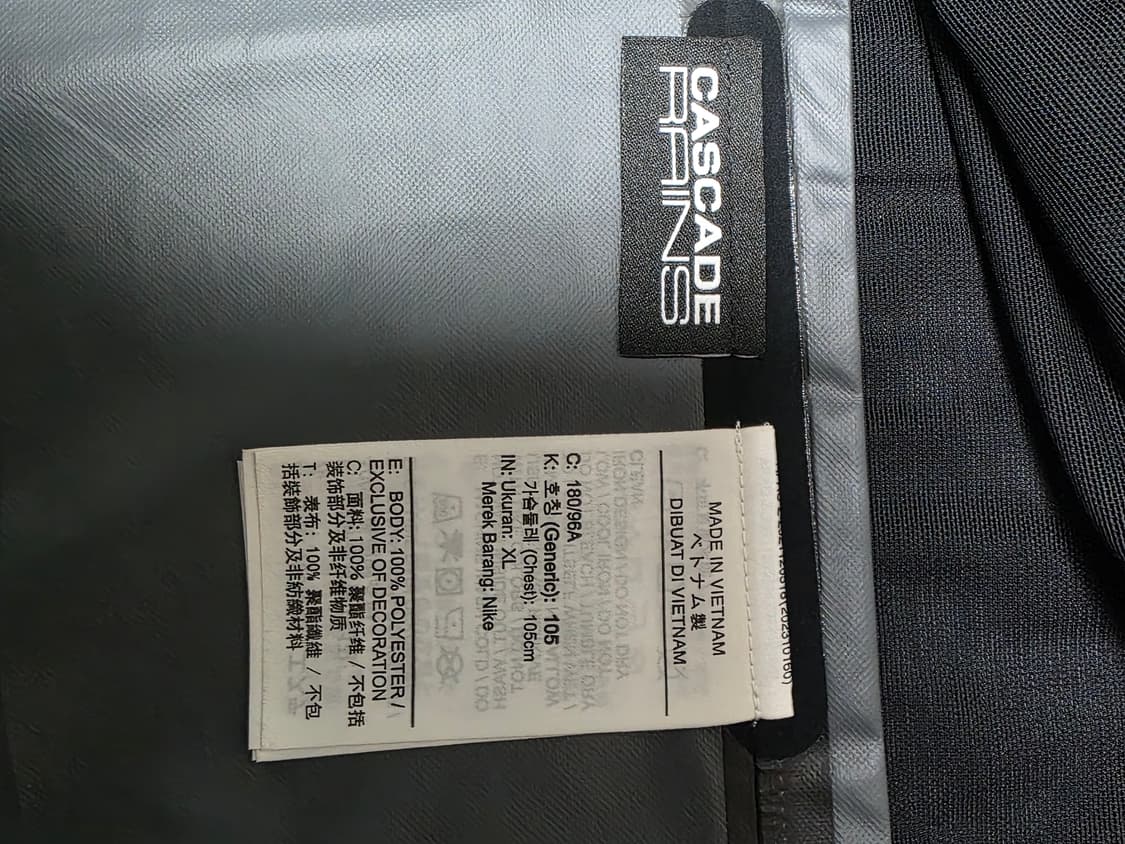 CASCADE
RAINS
MADE IN VIETNAM
ベトナム製
DIBUAT DI VIETNAM
C: 180/96A
K: 호칭 (Generic): 105
가슴둘레 (Chest): 105cm
IN: Ukuran: XL
Merek Barang: Nike
E: BODY: 100% POLYESTER /
EXCLUSIVE OF DECORATION
C: 面料: 100% 聚酯纤维 / 不包括
装饰部分及非纤维物质
T: 表布: 100% 聚酯纖維 / 不包
括裝飾部分及非紡織材料